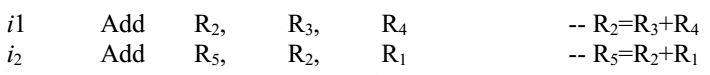 i1 Add R2, R3, R4 -- R2=R3+R4
i2 Add R5, R2, R1 -- R5=R2+R1